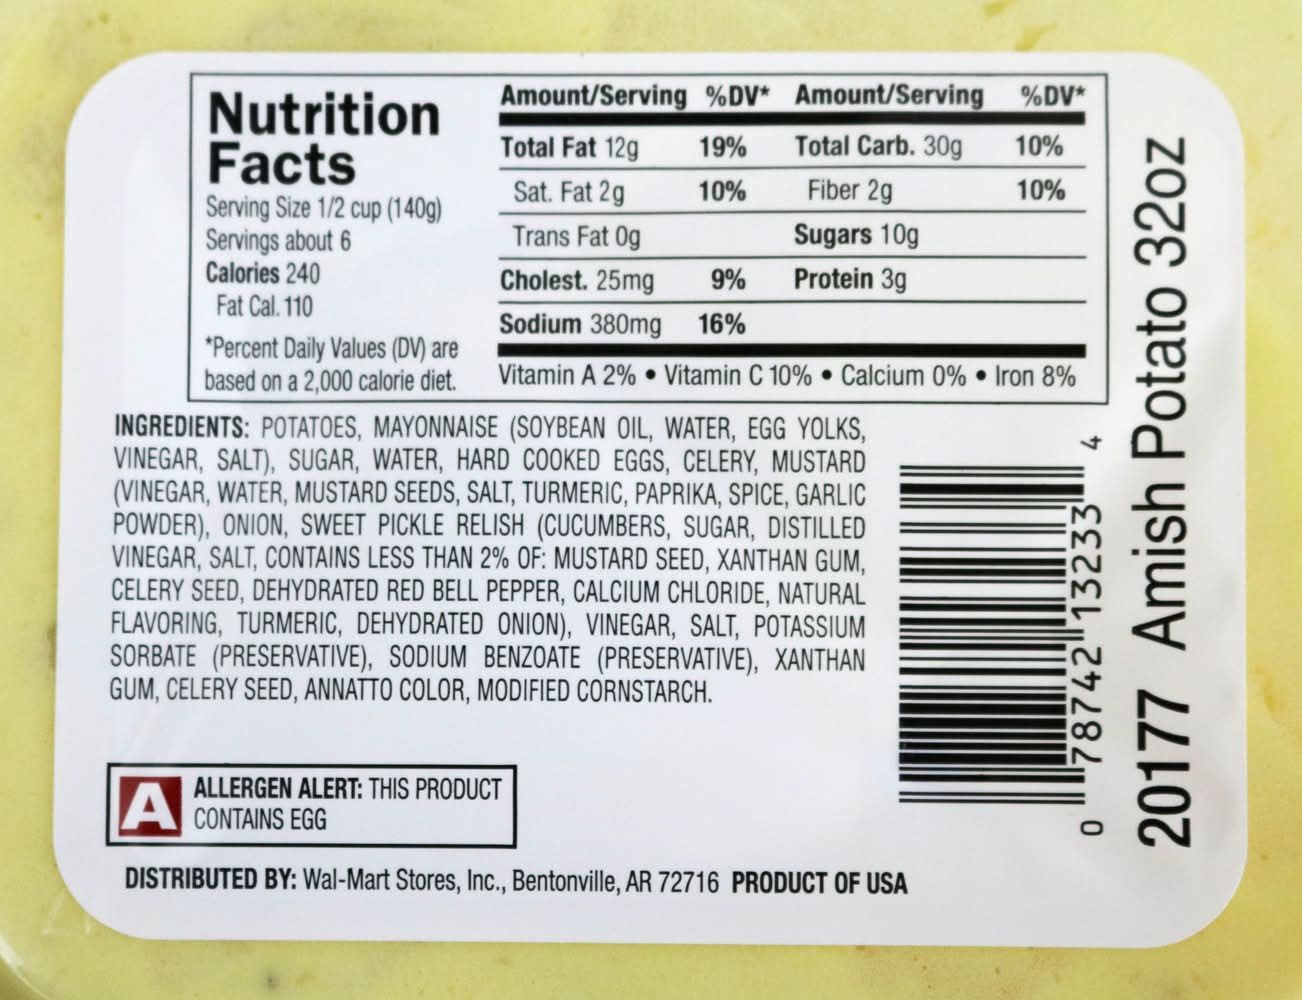 Nutrition
Facts
Serving Size 1/2 cup (140g)
Servings about 6
Calories 240
Fat Cal. 110
*Percent Daily Values (DV) are
based on a 2,000 calorie diet.
Amount/Serving %DV* Amount/Serving %DV*
Total Fat 12g 19% Total Carb. 30g 10%
Sat. Fat 2g 10% Fiber 2g 10%
Trans Fat 0g Sugars 10g
Cholest. 25mg 9% Protein 3g
Sodium 380mg 16%
Vitamin A 2% • Vitamin C 10% • Calcium 0% • Iron 8%
INGREDIENTS: POTATOES, MAYONNAISE (SOYBEAN OIL, WATER, EGG YOLKS,
VINEGAR, SALT), SUGAR, WATER, HARD COOKED EGGS, CELERY, MUSTARD
(VINEGAR, WATER, MUSTARD SEEDS, SALT, TURMERIC, PAPRIKA, SPICE, GARLIC
POWDER), ONION, SWEET PICKLE RELISH (CUCUMBERS, SUGAR, DISTILLED
VINEGAR, SALT, CONTAINS LESS THAN 2% OF: MUSTARD SEED, XANTHAN GUM,
CELERY SEED, DEHYDRATED RED BELL PEPPER, CALCIUM CHLORIDE, NATURAL
FLAVORING, TURMERIC, DEHYDRATED ONION), VINEGAR, SALT, POTASSIUM
SORBATE (PRESERVATIVE), SODIUM BENZOATE (PRESERVATIVE), XANTHAN
GUM, CELERY SEED, ANNATTO COLOR, MODIFIED CORNSTARCH.
A ALLERGEN ALERT: THIS PRODUCT
CONTAINS EGG
DISTRIBUTED BY: Wal-Mart Stores, Inc., Bentonville, AR 72716 PRODUCT OF USA
0 78742 13233 4
20177 Amish Potato 32oz